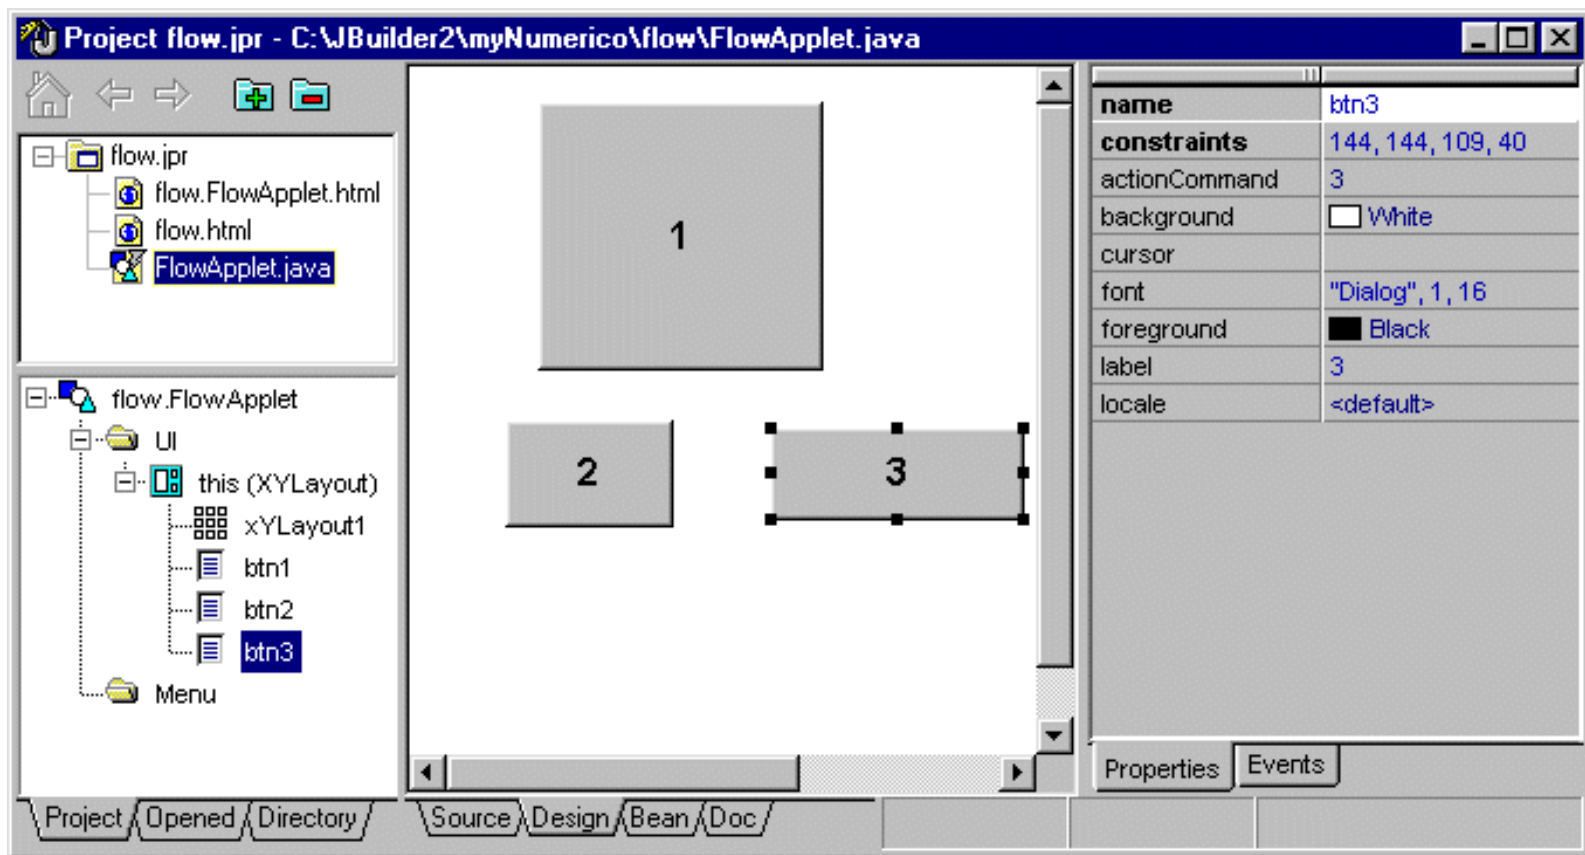 Project flow.jpr - C:\JBuilder2\myNumerico\flow\FlowApplet.java
flow.jpr
flow.FlowApplet.html
flow.html
FlowApplet.java
flow.FlowApplet
UI
this (XYLayout)
xYLayout1
btn1
btn2
btn3
Menu
Project Opened Directory
1
2 3
Source Design Bean Doc
name btn3
constraints 144, 144, 109, 40
actionCommand 3
background White
cursor
font "Dialog", 1, 16
foreground Black
label 3
locale <default>
Properties Events